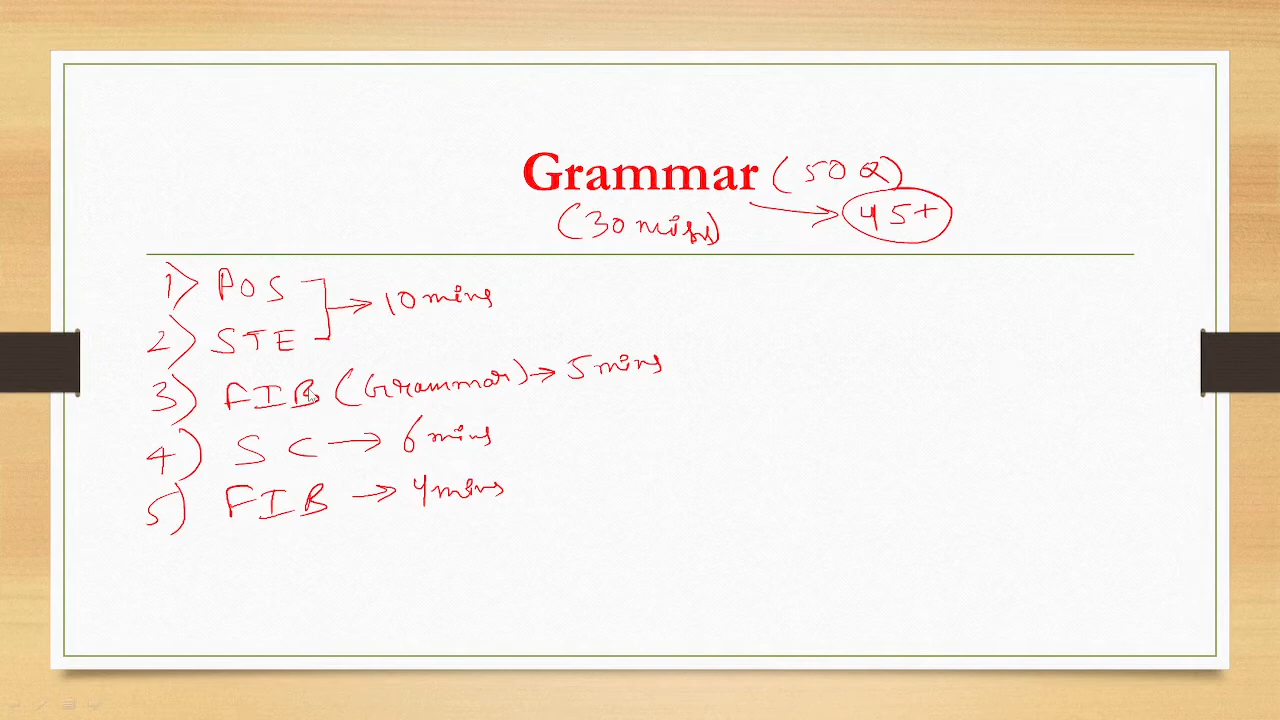 Grammar (50Q)
(30 mins) → 45+
1) POS
→ 10 mins
2) STE
3) FIB (Grammar) → 5 mins
4) SC → 6 mins
5) FIB → 4 mins